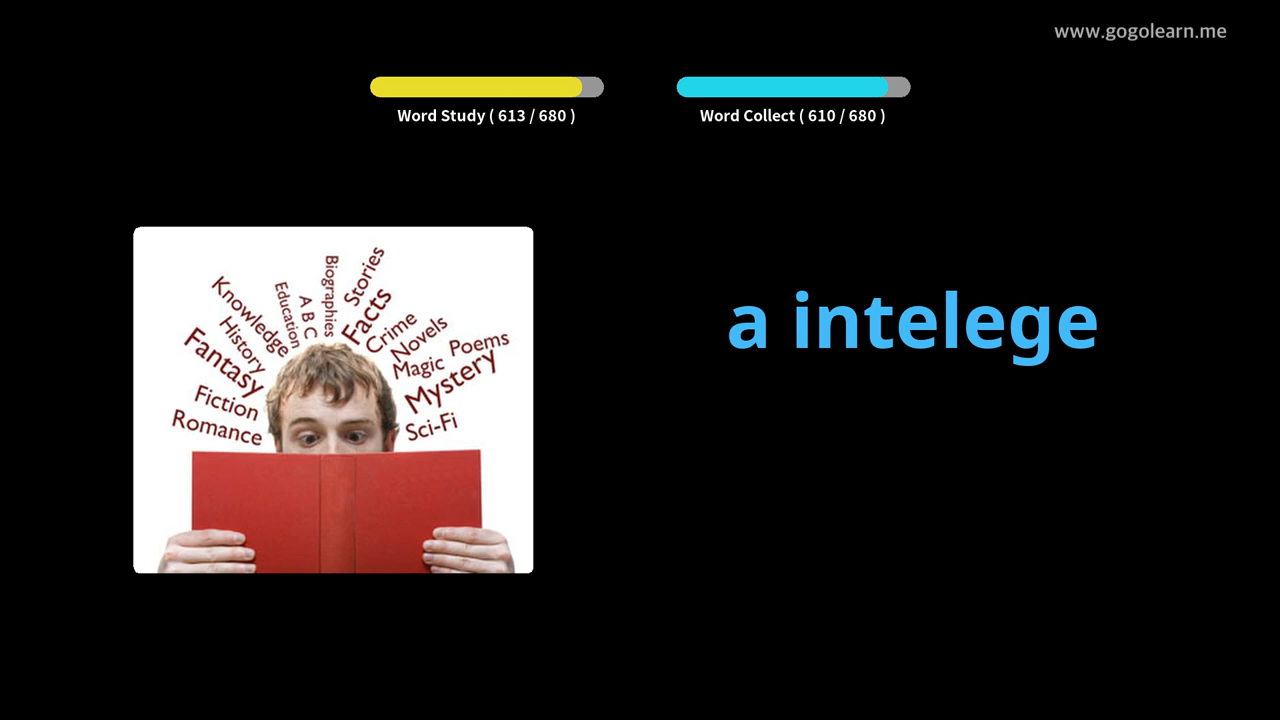 www.gogolearn.me
Word Study ( 613 / 680 )
Word Collect ( 610 / 680 )
Knowledge
Education
A B C
Biographies
Stories
Facts
Crime
Novels
Magic
Poems
Mystery
Sci-Fi
History
Fantasy
Fiction
Romance
a intelege